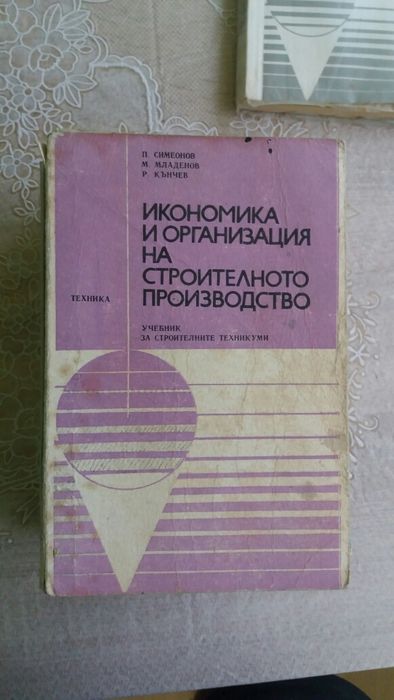 П. СИМЕОНОВ
М. МЛАДЕНОВ
Р. КЪНЧЕВ
ИКОНОМИКА
И ОРГАНИЗАЦИЯ
НА
СТРОИТЕЛНОТО
ПРОИЗВОДСТВО
ТЕХНИКА
УЧЕБНИК
ЗА СТРОИТЕЛНИТЕ ТЕХНИКУМИ